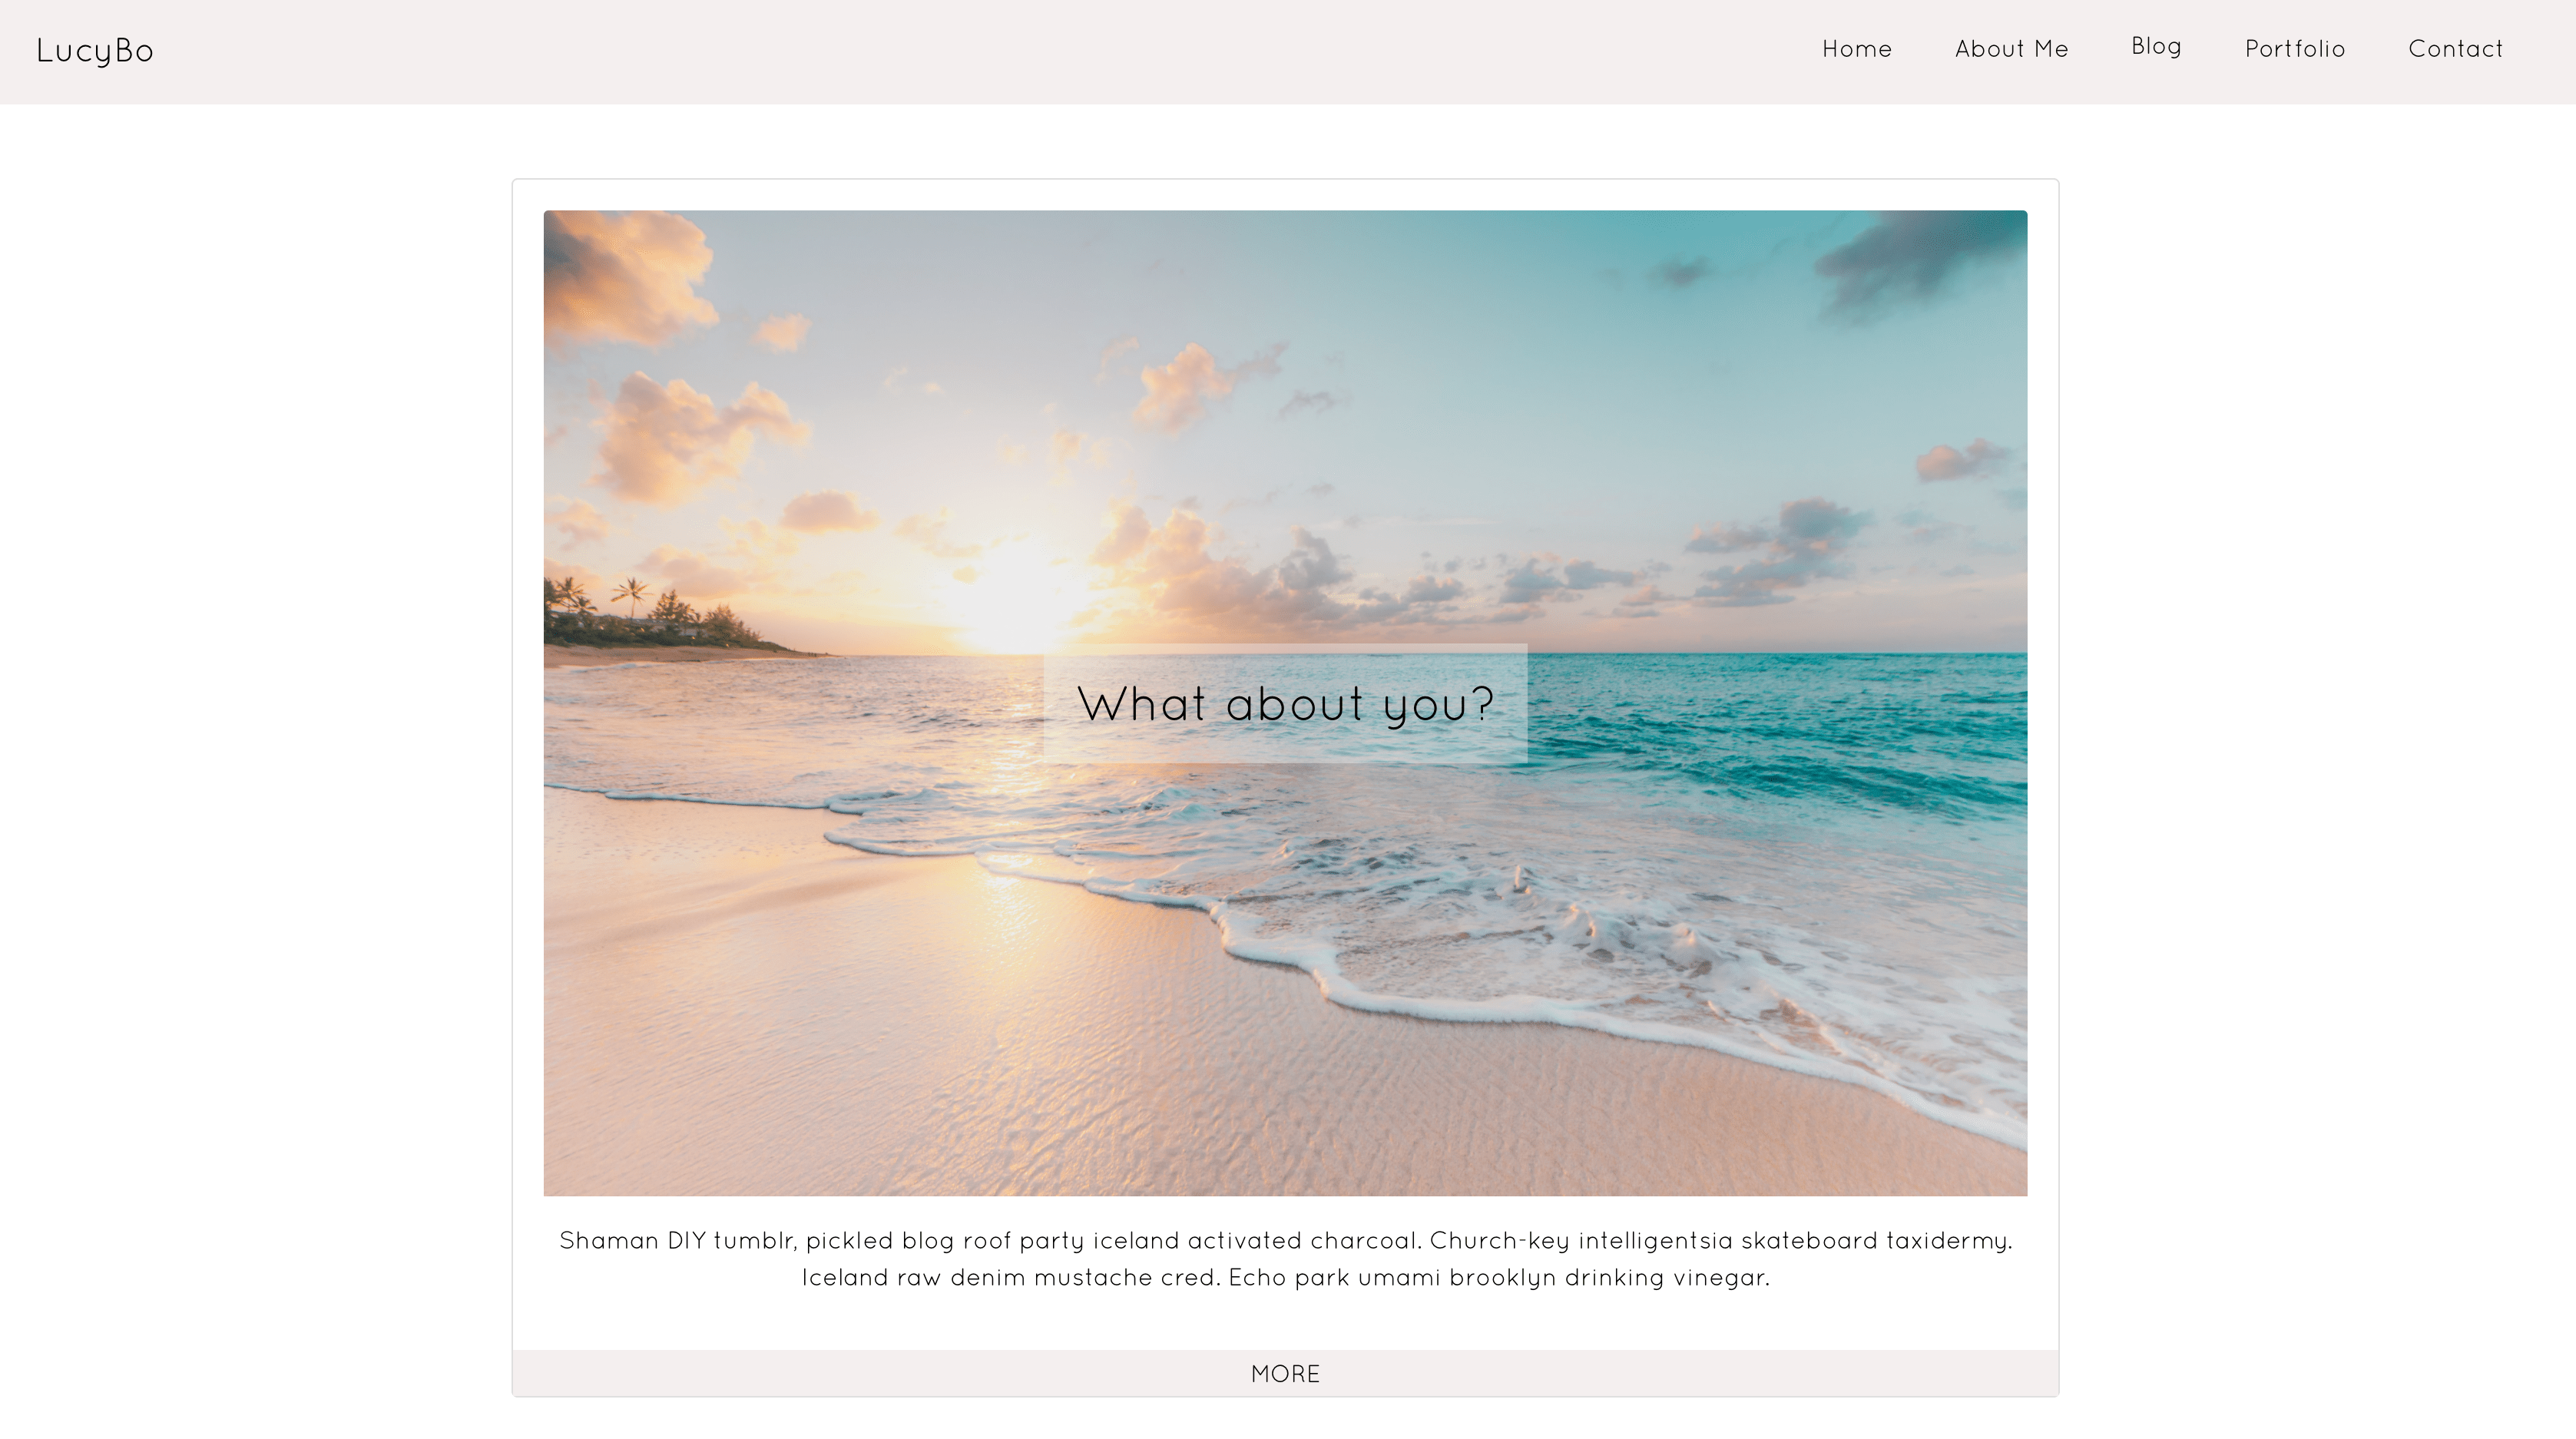 LucyBo
Home About Me Blog Portfolio Contact
What about you?
Shaman DIY tumblr, pickled blog roof party iceland activated charcoal. Church-key intelligentsia skateboard taxidermy.
Iceland raw denim mustache cred. Echo park umami brooklyn drinking vinegar.
MORE